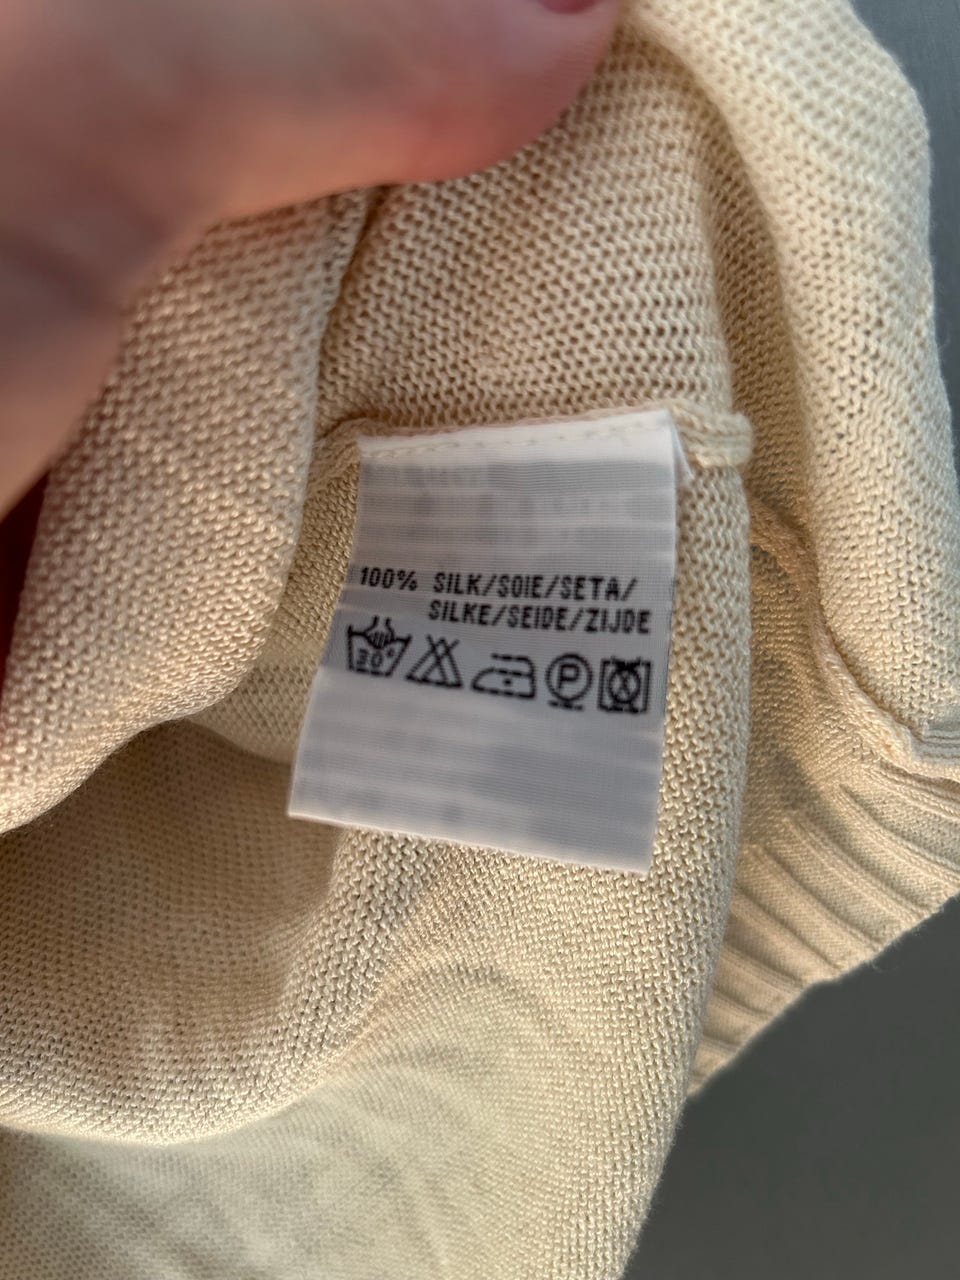 100% SILK/SOIE/SETA/
SILKE/SEIDE/ZIJDE
30°
P